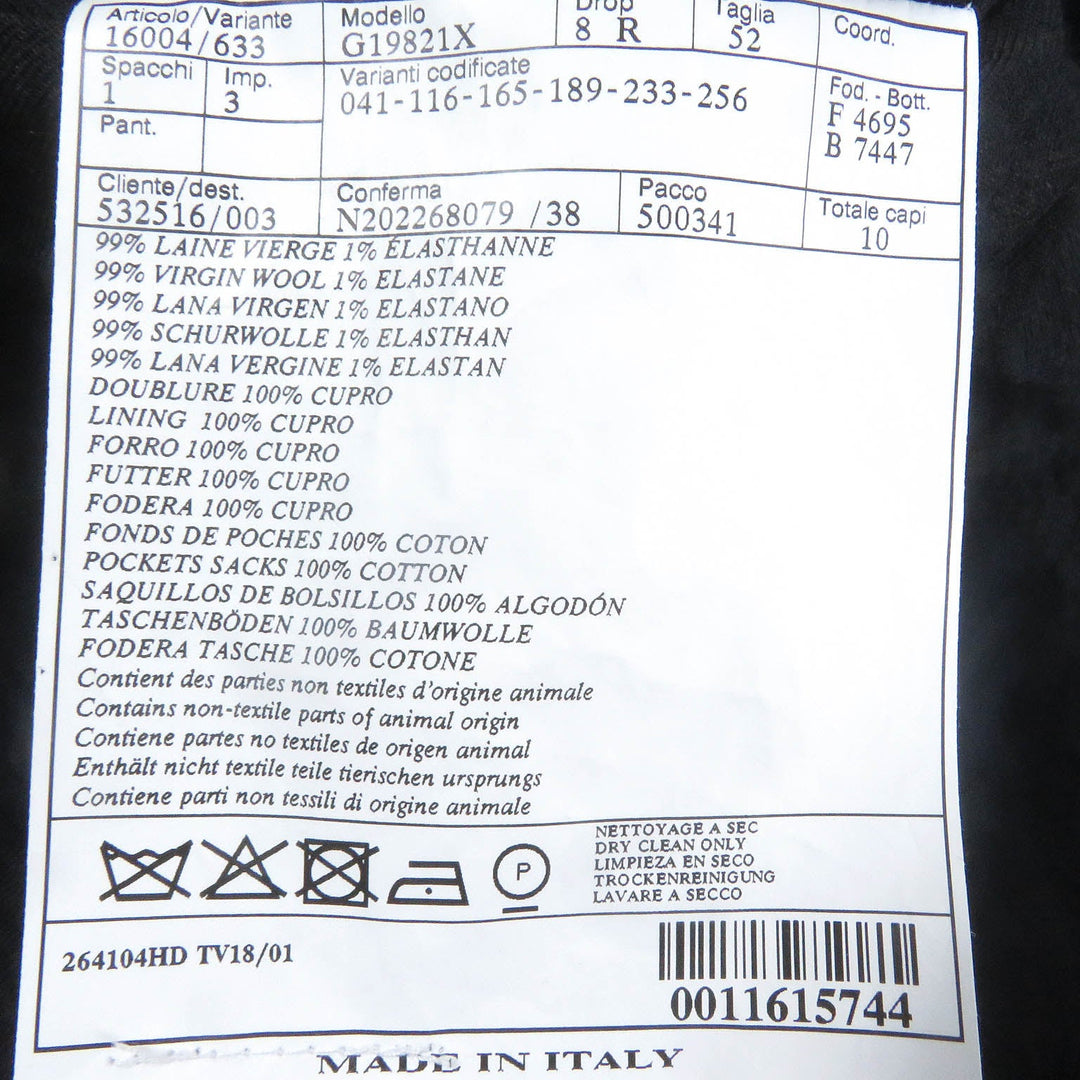 Articolo/Variante
16004/633
Modello
G19821X
Drop
8 R
Taglia
52
Coord.
Spacchi
1
Imp.
3
Varianti codificate
041-116-165-189-233-256
Fod. - Bott.
F 4695
B 7447
Pant.
Cliente/dest.
532516/003
Conferma
N202268079 /38
Pacco
500341
Totale capi
10
99% LAINE VIERGE 1% ÉLASTHANNE
99% VIRGIN WOOL 1% ELASTANE
99% LANA VIRGEN 1% ELASTANO
99% SCHURWOLLE 1% ELASTHAN
99% LANA VERGINE 1% ELASTAN
DOUBLURE 100% CUPRO
LINING 100% CUPRO
FORRO 100% CUPRO
FUTTER 100% CUPRO
FODERA 100% CUPRO
FONDS DE POCHES 100% COTON
POCKETS SACKS 100% COTTON
SAQUILLOS DE BOLSILLOS 100% ALGODÓN
TASCHENBÖDEN 100% BAUMWOLLE
FODERA TASCHE 100% COTONE
Contient des parties non textiles d'origine animale
Contains non-textile parts of animal origin
Contiene partes no textiles de origen animal
Enthält nicht textile teile tierischen ursprungs
Contiene parti non tessili di origine animale
P
NETTOYAGE A SEC
DRY CLEAN ONLY
LIMPIEZA EN SECO
TROCKENREINIGUNG
LAVARE A SECCO
264104HD TV18/01
0011615744
MADE IN ITALY